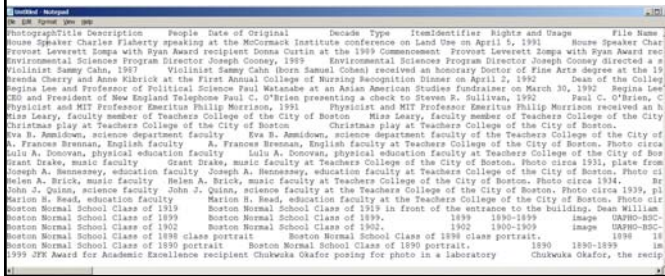 Untitled - Notepad
File Edit Format View Help
PhotographTitle Description People Date of Original Decade Type ItemIdentifier Rights and Usage File Name
House Speaker Charles Flaherty speaking at the McCormack Institute conference on Land Use on April 5, 1991 House Speaker Cha
Provost Leverett Zompa with Ryan Award recipient Donna Curtin at the 1989 Commencement Provost Leverett Zompa with Ryan Award rec
Environmental Sciences Program Director Joseph Cooney, 1989 Environmental Sciences Program Director Joseph Cooney directed a s
Violinist Sammy Cahn, 1987 Violinist Sammy Cahn (born Samuel Cohen) received an honorary Doctor of Fine Arts degree at the 19
Brenda Cherry and Anne Kibrick at the First Annual College of Nursing Recognition Dinner on April 2, 1992 Dean of the Colleg
Regina Lee and Professor of Political Science Paul Watanabe at an Asian American Studies fundraiser on March 30, 1992 Regina Lee
CEO and President of New England Telephone Paul C. O'Brien presenting a check to Steven R. Sullivan, 1992 Paul C. O'Brien, C
Physicist and MIT Professor Emeritus Philip Morrison, 1991 Physicist and MIT Professor Emeritus Philip Morrison received an h
Miss Leary, faculty member of Teachers College of the City of Boston Miss Leary, faculty member of Teachers College of the City
Christmas play at Teachers College of the City of Boston Christmas play at Teachers College of the City of Boston.
Eva B. Ammidown, science department faculty Eva B. Ammidown, science department faculty of the Teachers College of the City of
A. Frances Brennan, English faculty A. Frances Brennan, English faculty of Teachers College of the City of Boston. Photo circa
Lulu A. Donovan, physical education faculty Lulu A. Donovan, physical education faculty at Teachers College of the City of Bos
Grant Drake, music faculty Grant Drake, music faculty at Teachers College of the City of Boston. Photo circa 1931, plate from
Joseph A. Hennessey, education faculty Joseph A. Hennessey, education faculty of Teachers College of the City of Boston. Photo ci
Helen A. Brick, music faculty Helen A. Brick, music faculty of Teachers College of the City of Boston. Photo circa 1934. Br
John J. Quinn, science faculty John J. Quinn, science faculty at the Teachers College of the City of Boston. Photo circa 1939, pl
Marion H. Read, education faculty Marion H. Read, education faculty at the Teachers College of the City of Boston. Photo cir
Boston Normal School Class of 1919 Boston Normal School Class of 1919 in front of the entrance to the building. Dean William
Boston Normal School Class of 1899 Boston Normal School Class of 1899. 1899 1890-1899 image UAPHO-BSC-
Boston Normal School Class of 1902 Boston Normal School Class of 1902. 1902 1900-1909 image UAPHO-BSC-
Boston Normal School Class of 1898 class portrait Boston Normal School Class of 1898 class portrait. 1898 18
Boston Normal School Class of 1890 portrait Boston Normal School Class of 1890 portrait. 1890 1890-1899 im
1999 JFK Award for Academic Excellence recipient Chukwuka Okafor posing for photo in a laboratory Chukwuka Okafor, the recip